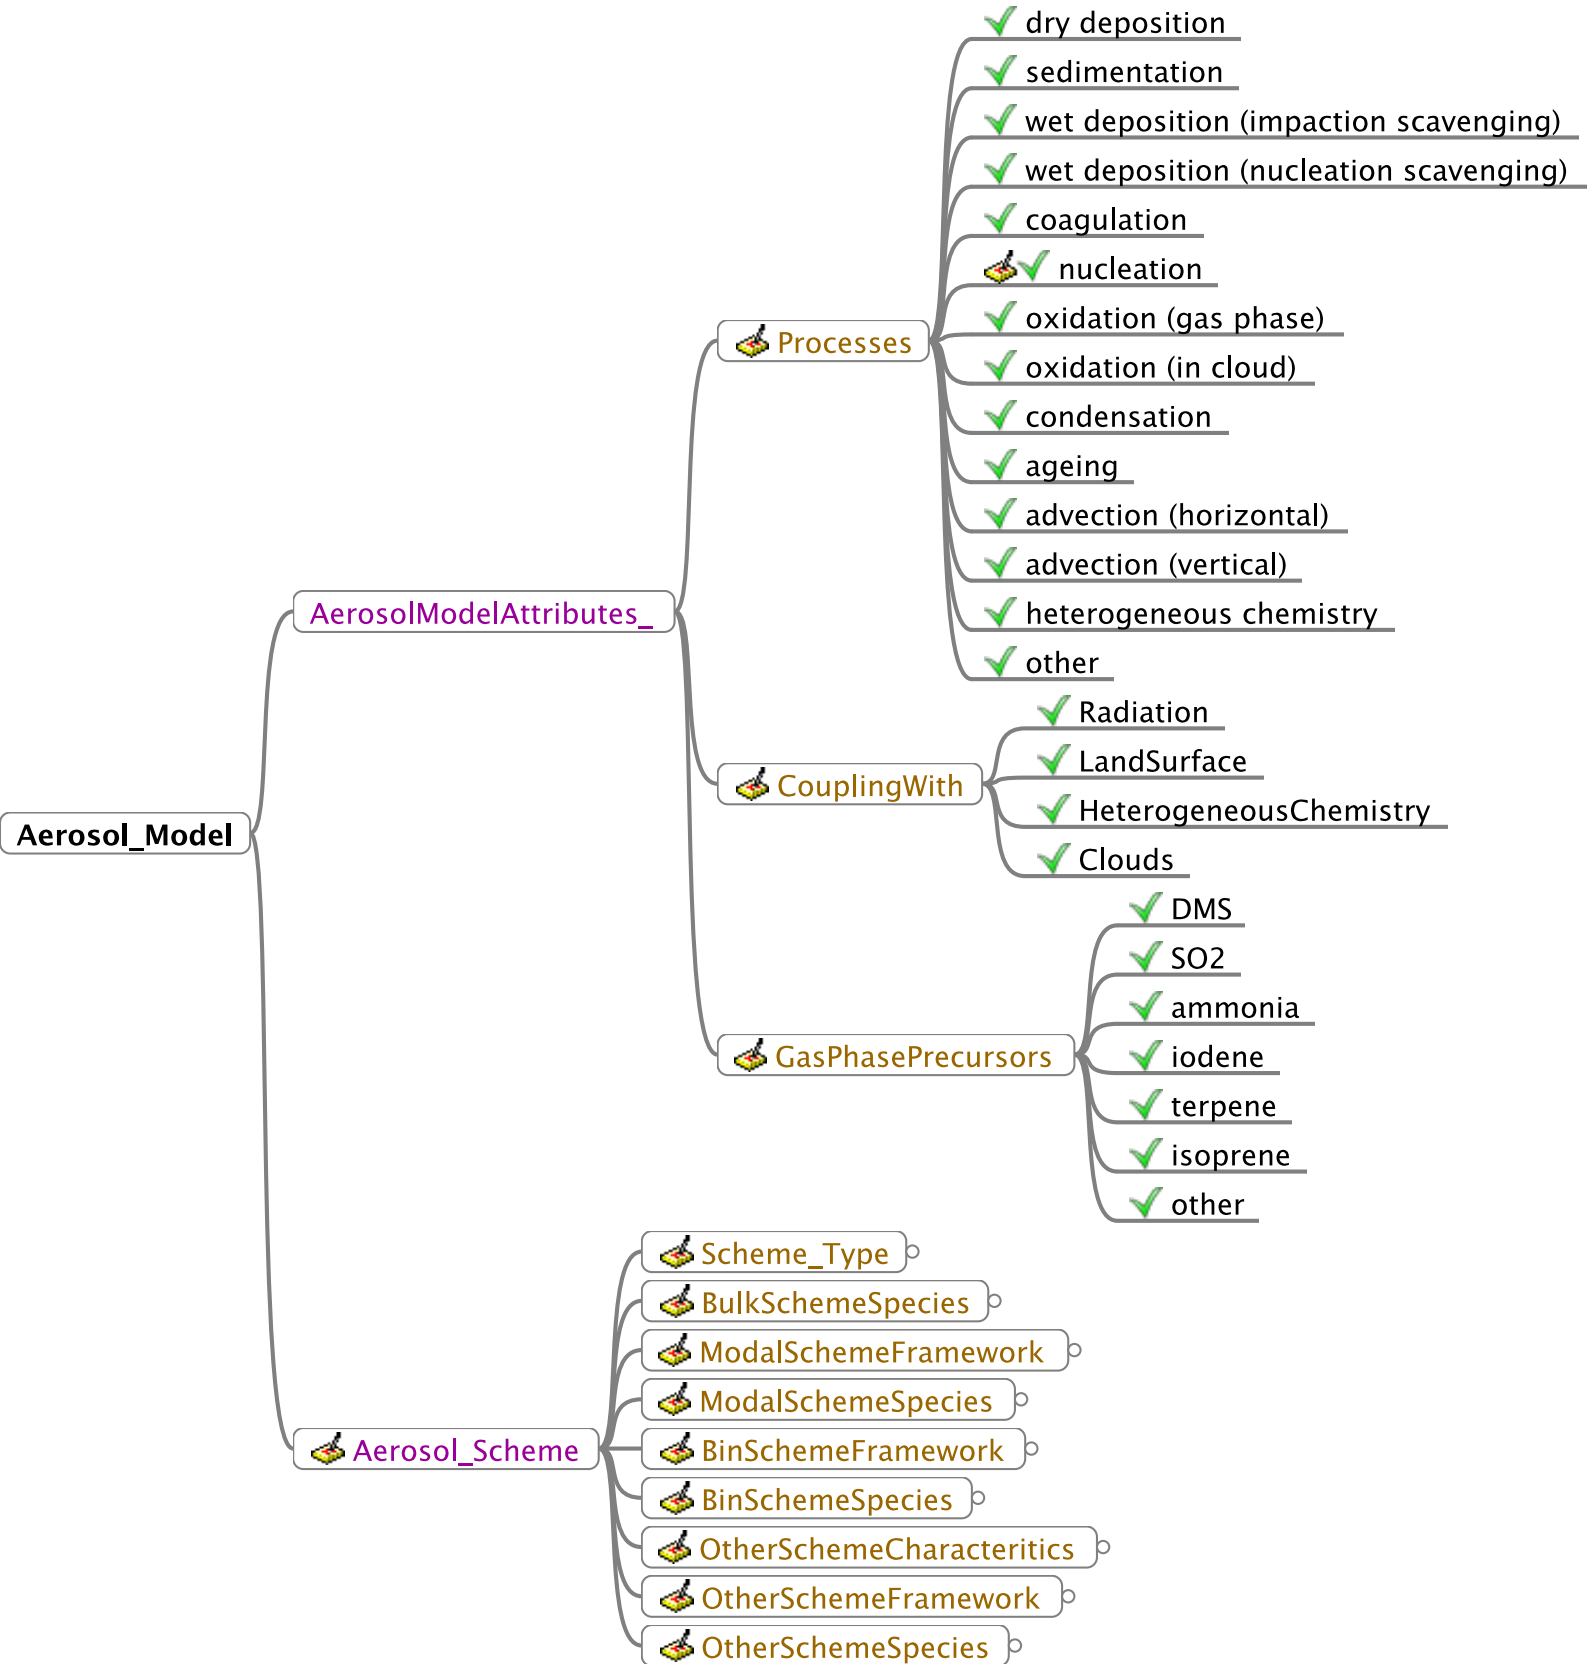 dry deposition
sedimentation
wet deposition (impaction scavenging)
wet deposition (nucleation scavenging)
coagulation
nucleation
Processes
oxidation (gas phase)
oxidation (in cloud)
condensation
ageing
advection (horizontal)
advection (vertical)
heterogeneous chemistry
other
AerosolModelAttributes_
Radiation
LandSurface
CouplingWith
HeterogeneousChemistry
Clouds
Aerosol_Model
DMS
SO2
ammonia
GasPhasePrecursors
iodene
terpene
isoprene
other
Scheme_Type
BulkSchemeSpecies
ModalSchemeFramework
ModalSchemeSpecies
Aerosol_Scheme
BinSchemeFramework
BinSchemeSpecies
OtherSchemeCharacteritics
OtherSchemeFramework
OtherSchemeSpecies